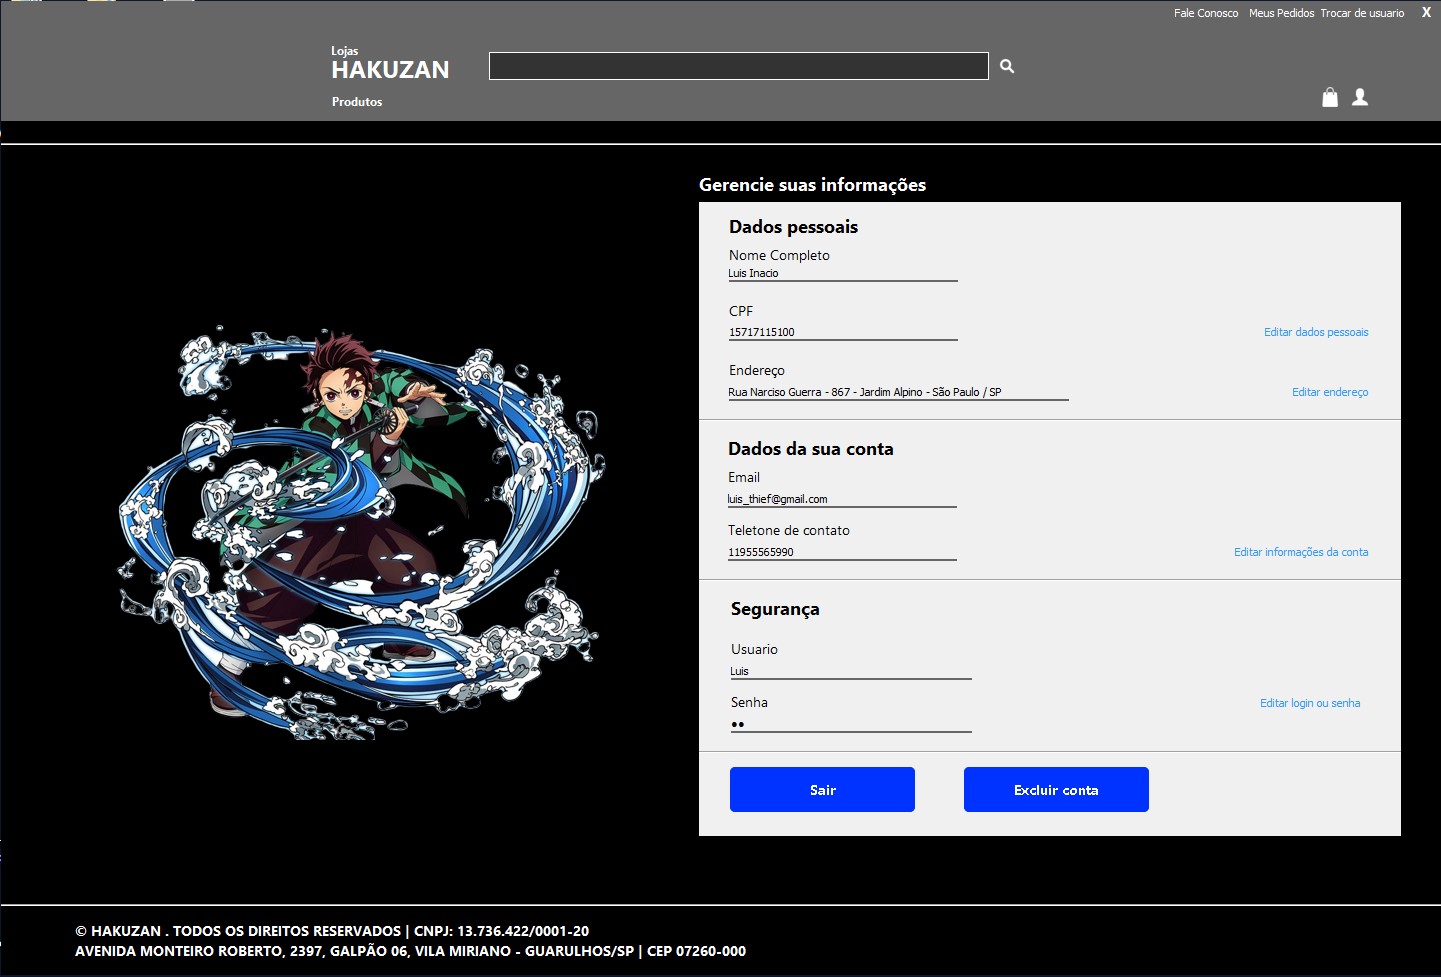 Fale Conosco Meus Pedidos Trocar de usuario X
Lojas
HAKUZAN
Produtos
Gerencie suas informações
Dados pessoais
Nome Completo
Luis Inacio
CPF
15717115100
Editar dados pessoais
Endereço
Rua Narciso Guerra - 867 - Jardim Alpino - São Paulo / SP
Editar endereço
Dados da sua conta
Email
luis_thief@gmail.com
Teletone de contato
11955565990
Editar informações da conta
Segurança
Usuario
Luis
Senha
Editar login ou senha
••
Sair
Excluir conta
© HAKUZAN . TODOS OS DIREITOS RESERVADOS | CNPJ: 13.736.422/0001-20
AVENIDA MONTEIRO ROBERTO, 2397, GALPÃO 06, VILA MIRIANO - GUARULHOS/SP | CEP 07260-000